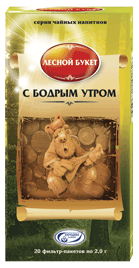 серия чайных напитков
ЛЕСНОЙ БУКЕТ
С БОДРЫМ УТРОМ
20 фильтр-пакетов по 2,0 г